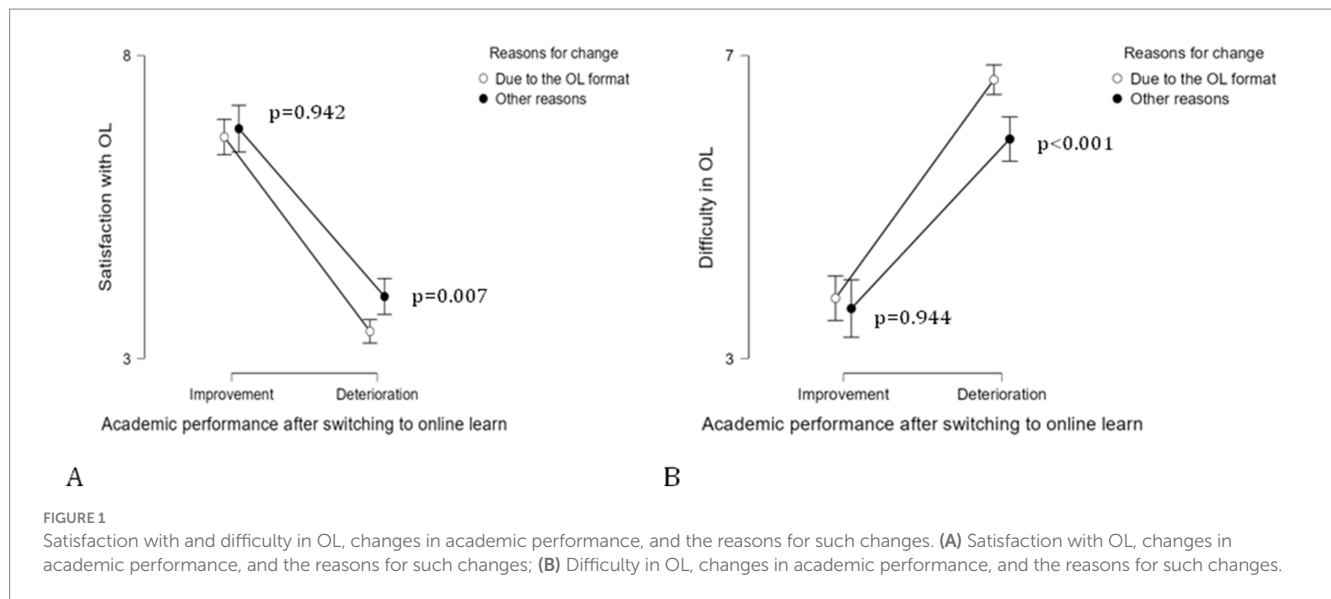 8
Satisfaction with OL
3
Reasons for change
Due to the OL format
Other reasons
p=0.942
p=0.007
Improvement
Deterioration
Academic performance after switching to online learn
A
7
Difficulty in OL
3
Reasons for change
Due to the OL format
Other reasons
p<0.001
p=0.944
Improvement
Deterioration
Academic performance after switching to online learn
B
FIGURE 1
Satisfaction with and difficulty in OL, changes in academic performance, and the reasons for such changes. (A) Satisfaction with OL, changes in
academic performance, and the reasons for such changes; (B) Difficulty in OL, changes in academic performance, and the reasons for such changes.